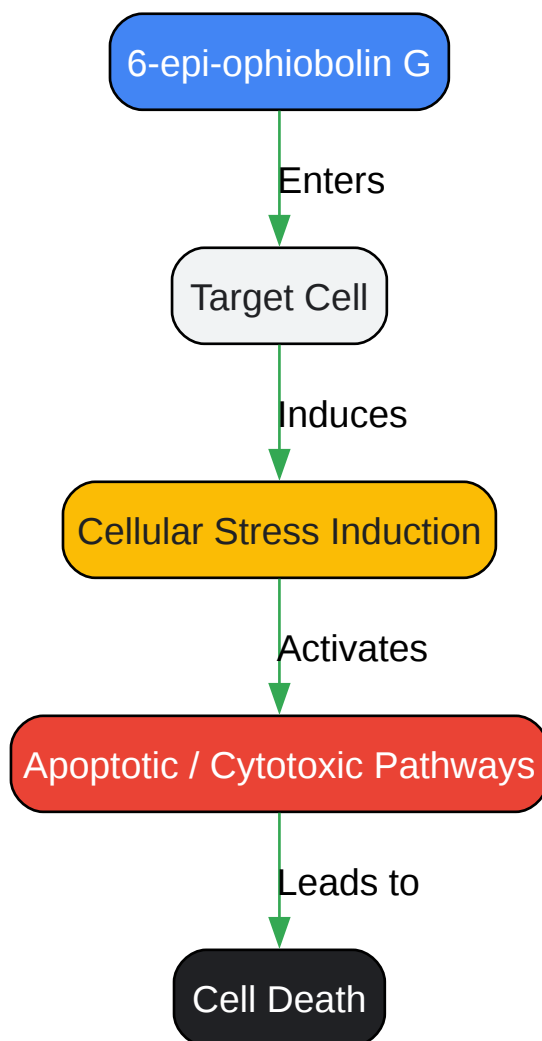 6-epi-ophiobolin G
Enters
Target Cell
Induces
Cellular Stress Induction
Activates
Apoptotic / Cytotoxic Pathways
Leads to
Cell Death